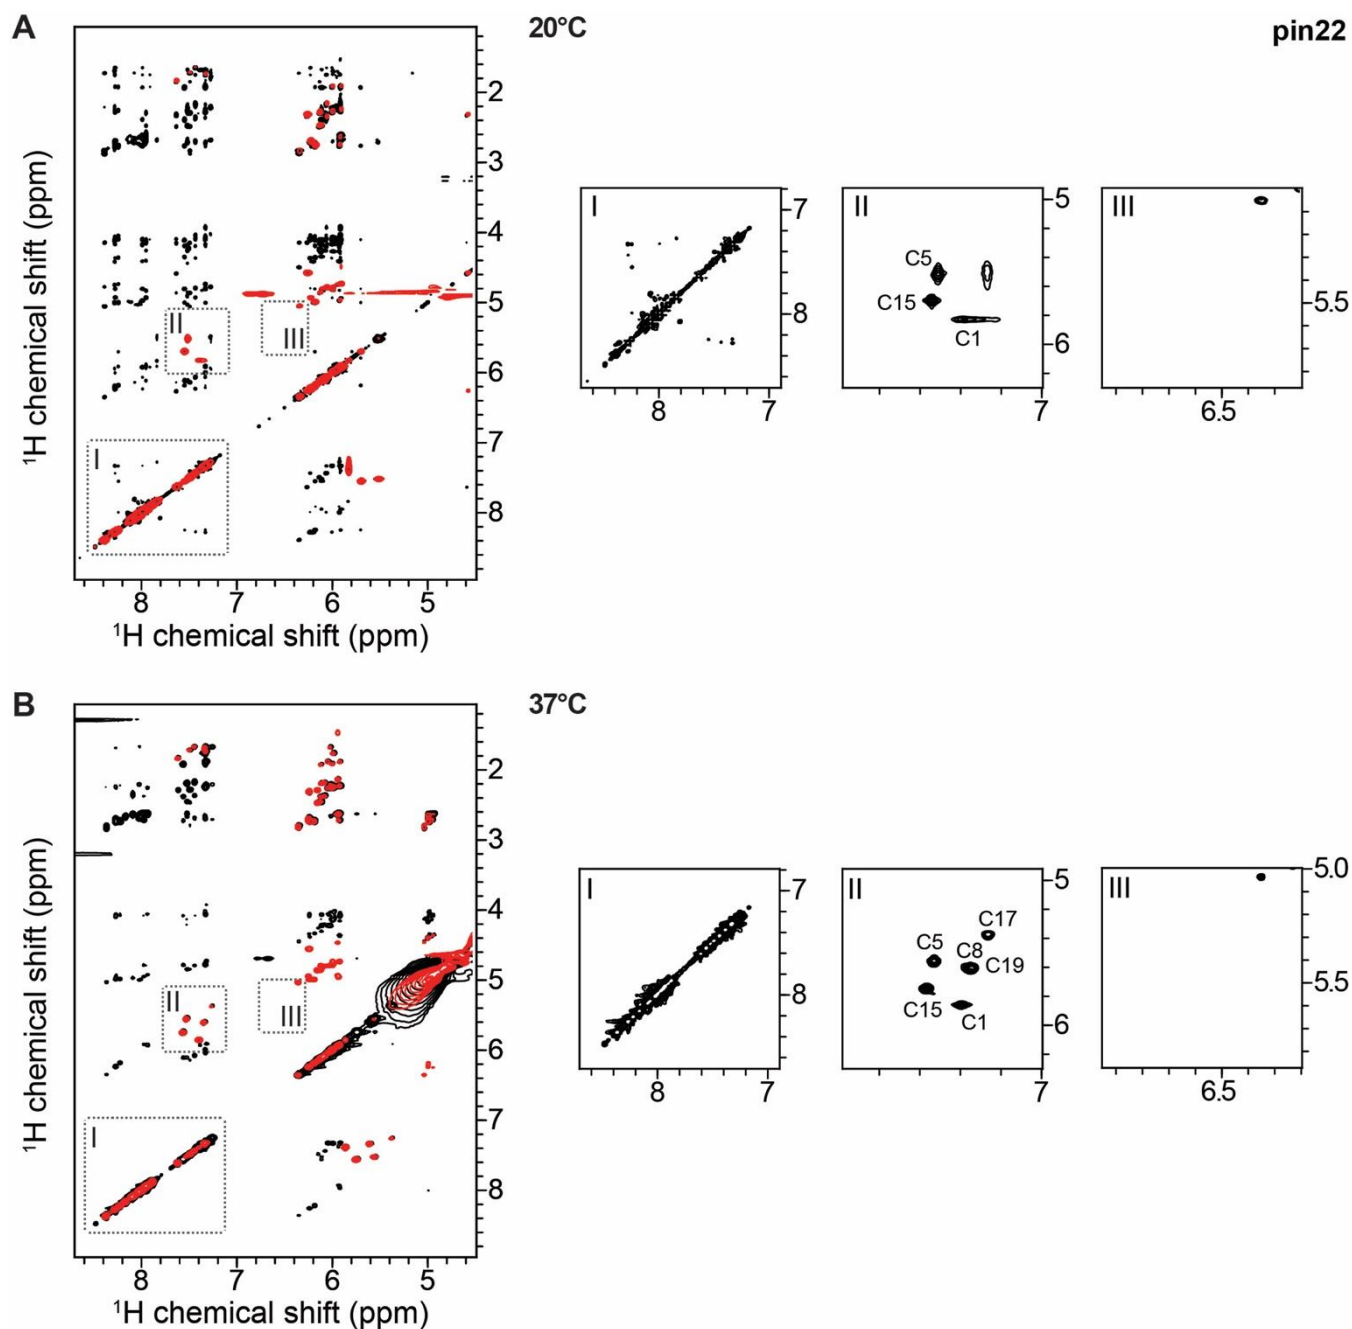 A 20°C pin22
I
II
III
2
3
4
5
6
7
8
8 7 6 5
¹H chemical shift (ppm)
¹H chemical shift (ppm)
I
7
8
8 7
II
C5
C15
C1
5
6
7
III
5.5
6.5
B 37°C
I
II
III
2
3
4
5
6
7
8
8 7 6 5
¹H chemical shift (ppm)
¹H chemical shift (ppm)
I
7
8
8 7
II
C17
C5 C8
C19
C15 C1
5
6
7
III
5.0
5.5
6.5